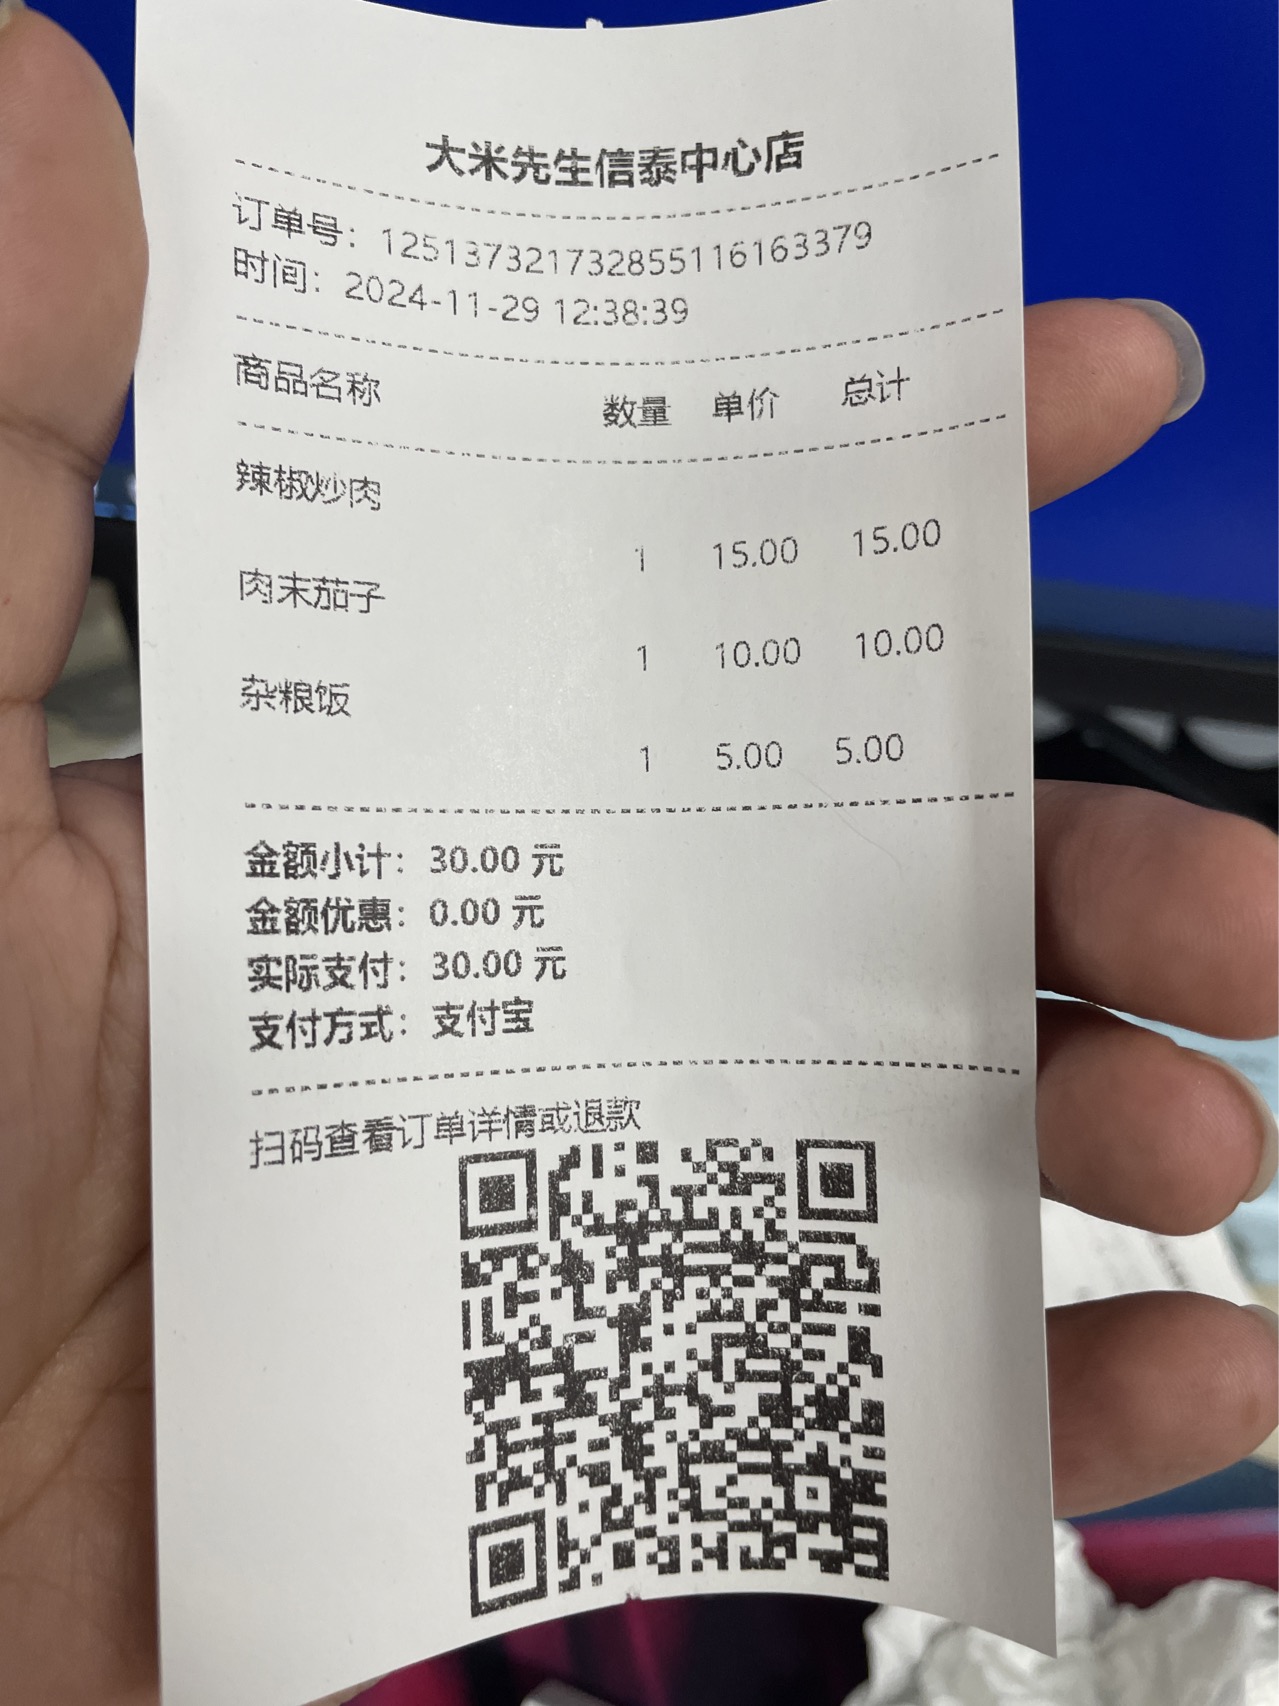 大米先生信泰中心店
订单号：1251373217328551161633​79
时间：2024-11-29 12:38:39
商品名称 数量 单价 总计
辣椒炒肉
1 15.00 15.00
肉末茄子
1 10.00 10.00
杂粮饭
1 5.00 5.00
金额小计：30.00 元
金额优惠：0.00 元
实际支付：30.00 元
支付方式：支付宝
扫码查看订单详情或退款